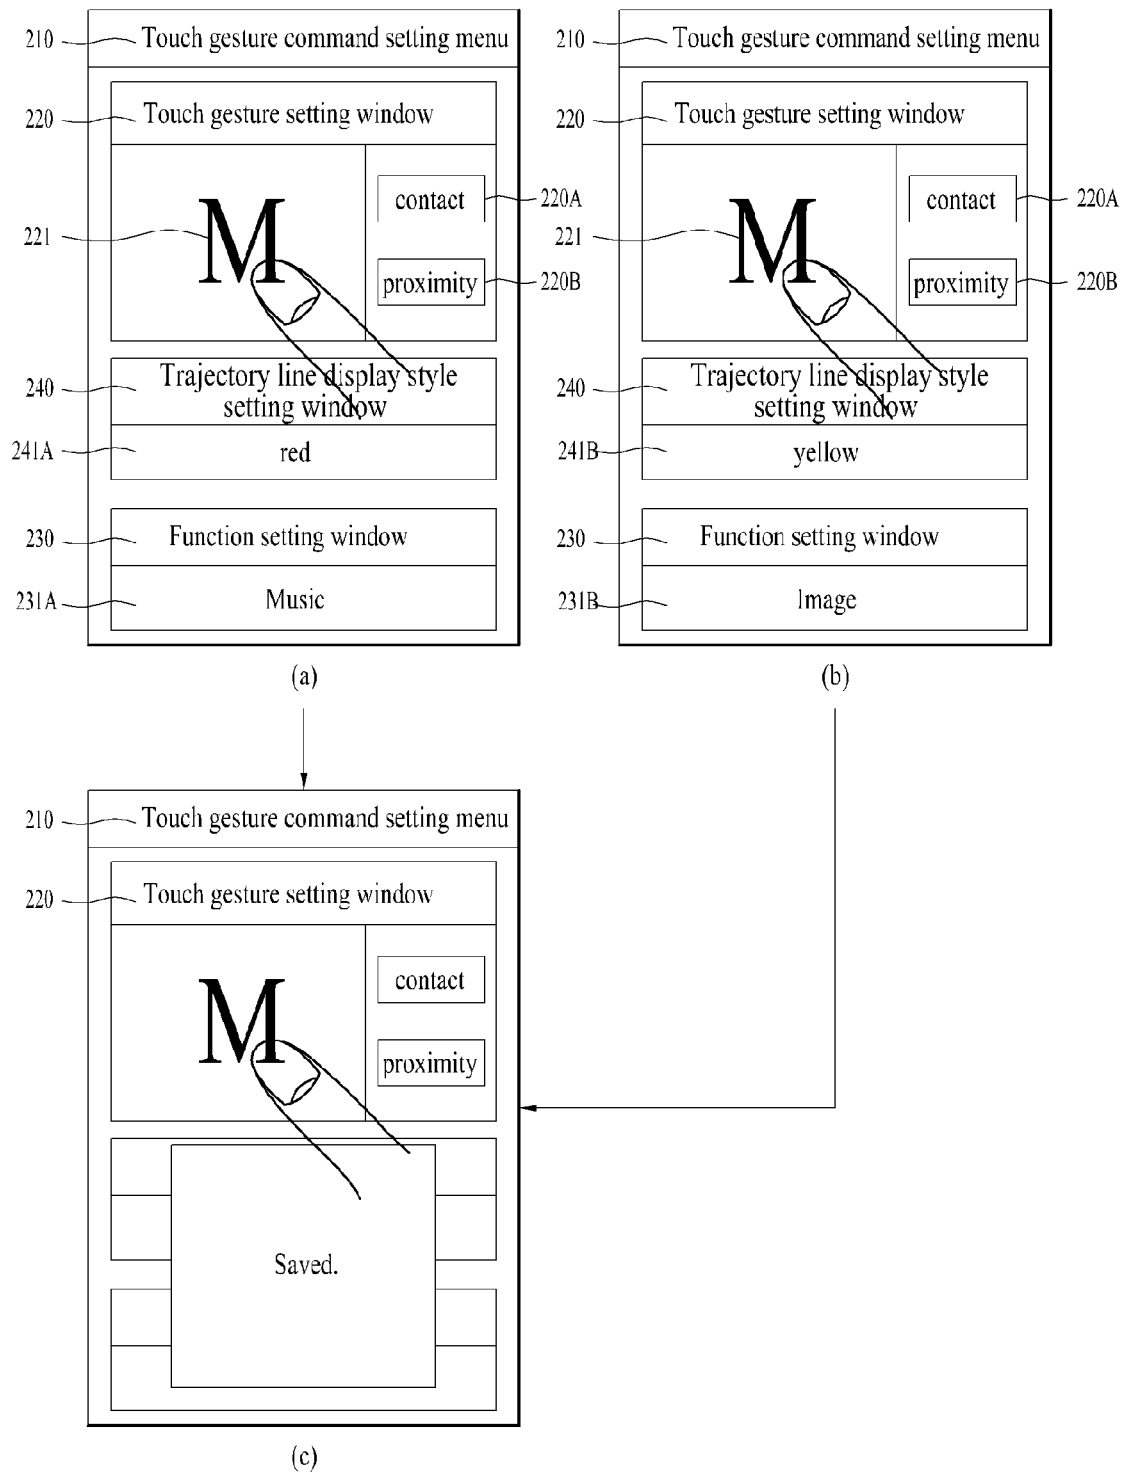 210
Touch gesture command setting menu
220
Touch gesture setting window
221
M
contact
220A
proximity
220B
240
Trajectory line display style
setting window
241A
red
230
Function setting window
231A
Music
(a)
210
Touch gesture command setting menu
220
Touch gesture setting window
221
M
contact
220A
proximity
220B
240
Trajectory line display style
setting window
241B
yellow
230
Function setting window
231B
Image
(b)
210
Touch gesture command setting menu
220
Touch gesture setting window
M
contact
proximity
Saved.
(c)